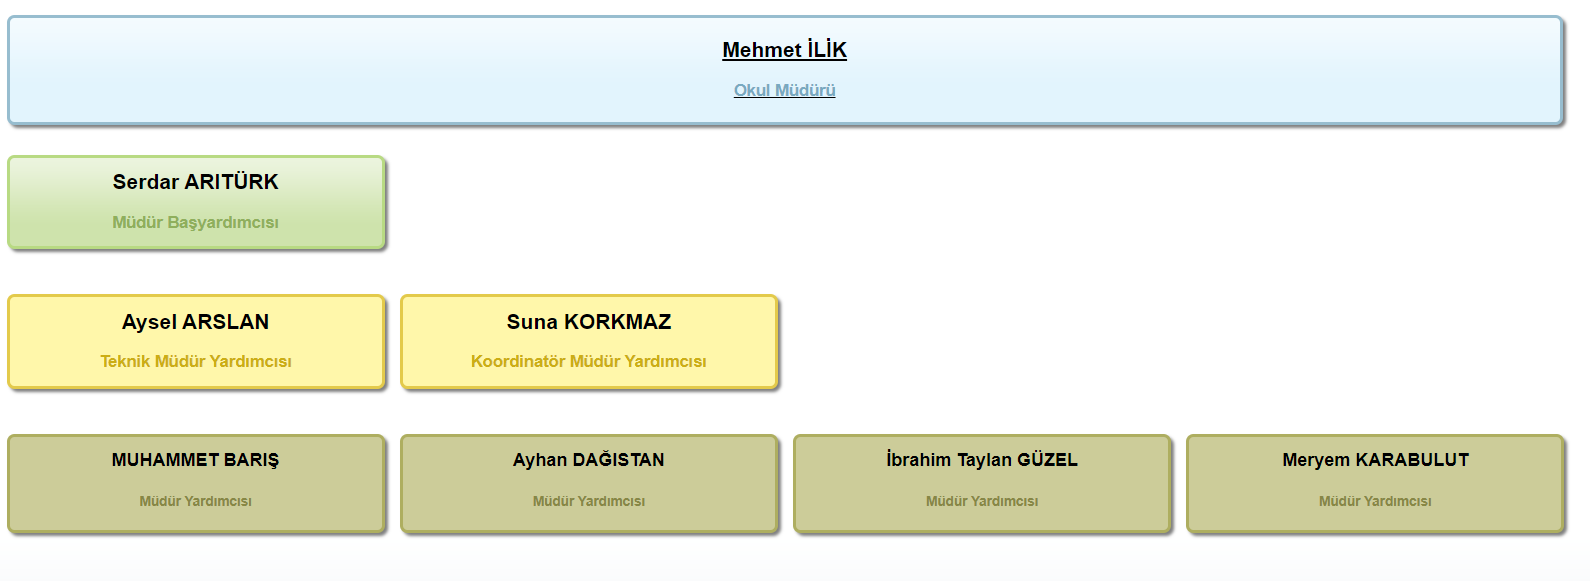 Mehmet İLİK
Okul Müdürü
Serdar ARITÜRK
Müdür Başyardımcısı
Aysel ARSLAN
Teknik Müdür Yardımcısı
Suna KORKMAZ
Koordinatör Müdür Yardımcısı
MUHAMMET BARIŞ
Müdür Yardımcısı
Ayhan DAĞISTAN
Müdür Yardımcısı
İbrahim Taylan GÜZEL
Müdür Yardımcısı
Meryem KARABULUT
Müdür Yardımcısı